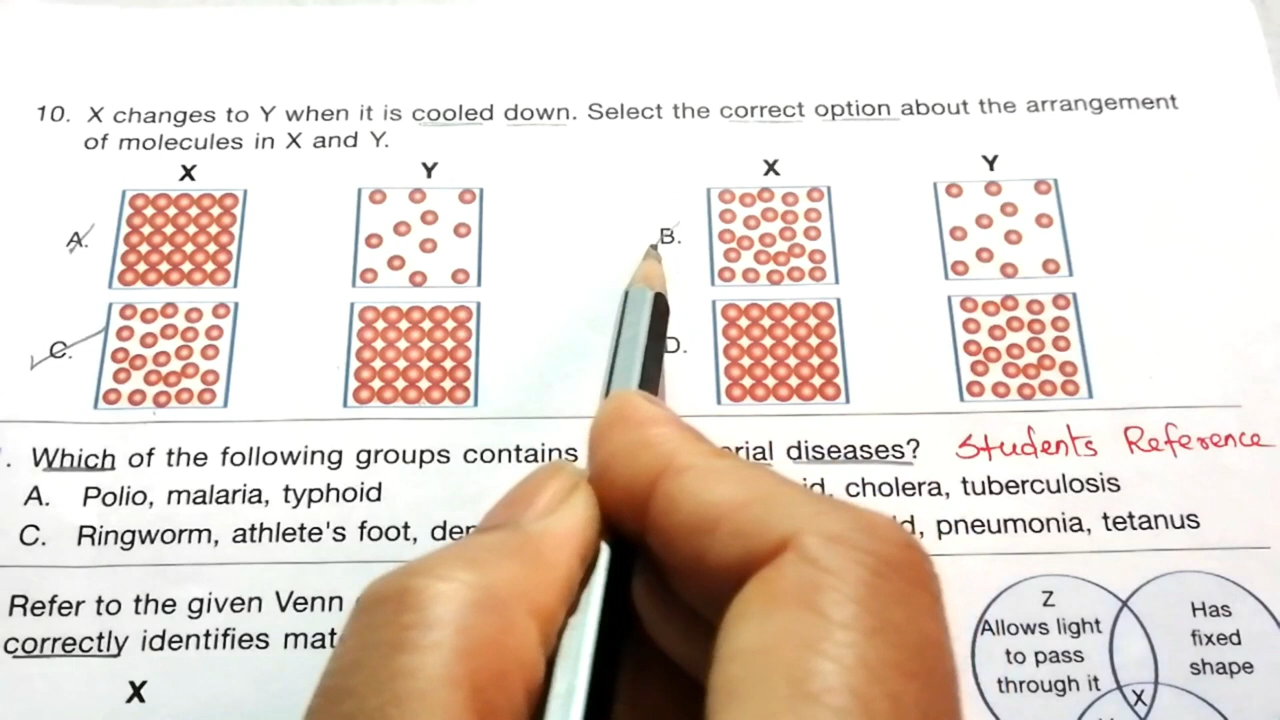 10. X changes to Y when it is cooled down. Select the correct option about the arrangement
of molecules in X and Y.
X Y X Y
A. B.
C. D.
. Which of the following groups contains diseases? Students Reference
A. Polio, malaria, typhoid cholera, tuberculosis
C. Ringworm, athlete's foot, pneumonia, tetanus
Refer to the given Venn
correctly identifies
X
Z
Allows light
to pass
through it
Has
fixed
shape
X